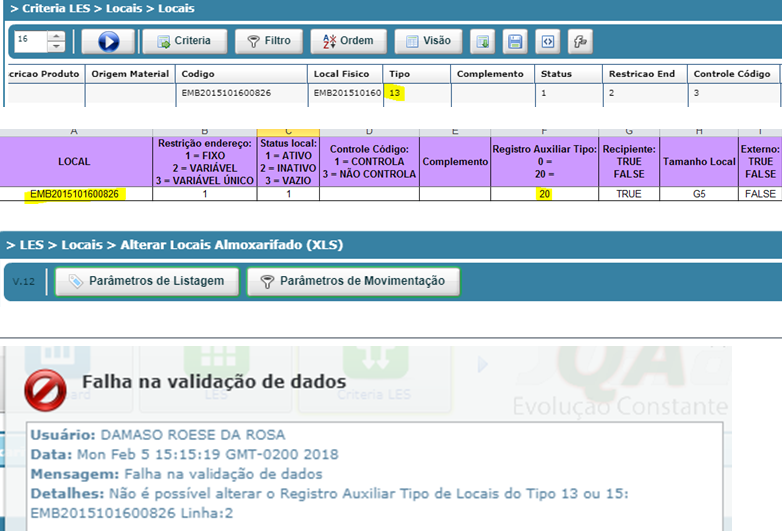 > Criteria LES > Locais > Locais
16 Criteria Filtro Ordem Visão
cricao Produto Origem Material Codigo Local Fisico Tipo Complemento Status Restricao End Controle Código
EMB2015101600826 EMB201510160 13 1 2 3
A B C D E F G H I
LOCAL
Restrição endereço:
1 = FIXO
2 = VARIÁVEL
3 = VARIÁVEL ÚNICO
Status local:
1 = ATIVO
2 = INATIVO
3 = VAZIO
Controle Código:
1 = CONTROLA
3 = NÃO CONTROLA
Complemento
Registro Auxiliar Tipo:
0 =
20 =
Recipiente:
TRUE
FALSE
Tamanho Local
Externo:
TRUE
FALSE
EMB2015101600826 1 1 20 TRUE G5 FALSE
> LES > Locais > Alterar Locais Almoxarifado (XLS)
V.12 Parâmetros de Listagem Parâmetros de Movimentação
Falha na validação de dados
ard LES Criteria LES
QA
Evolução Constante
Usuário: DAMASO ROESE DA ROSA
Data: Mon Feb 5 15:15:19 GMT-0200 2018
Mensagem: Falha na validação de dados
Detalhes: Não é possível alterar o Registro Auxiliar Tipo de Locais do Tipo 13 ou 15:
EMB2015101600826 Linha:2